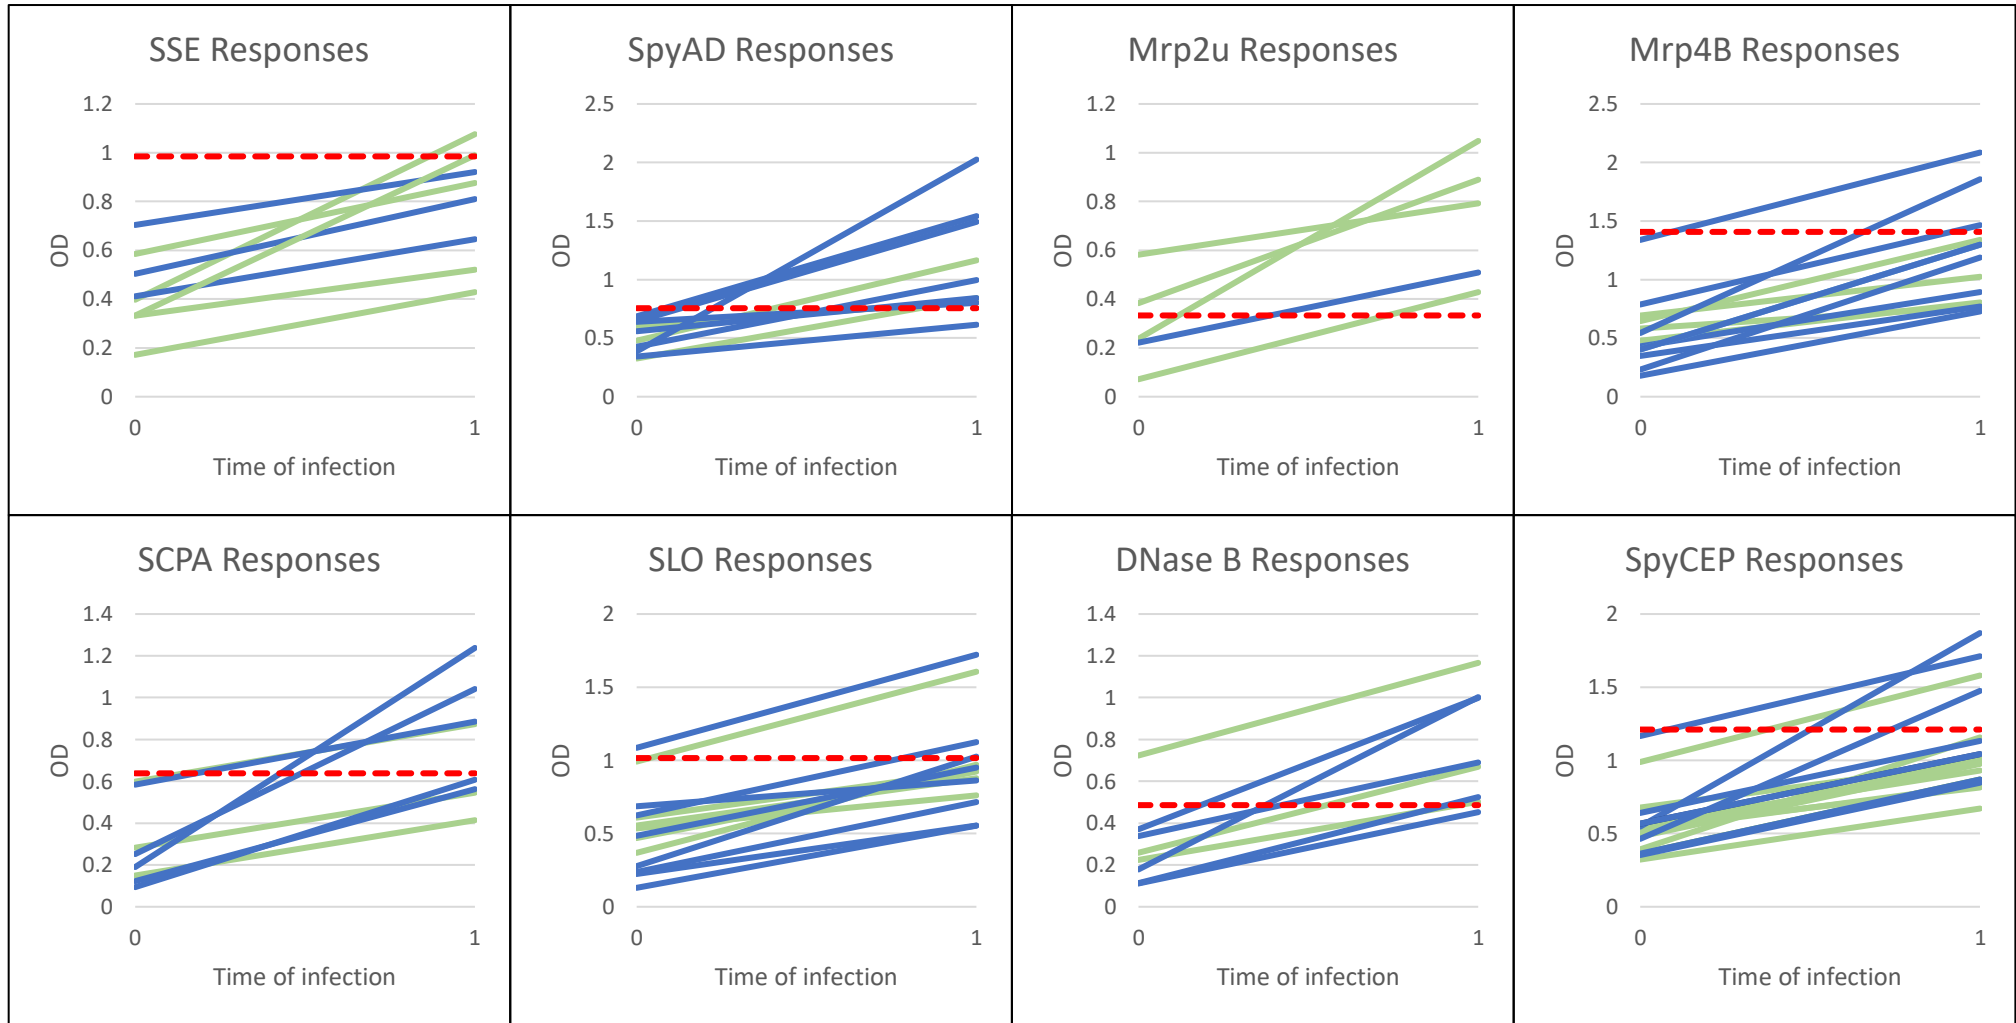 SSE Responses
1.2
1
0.8
0.6
0.4
0.2
0
OD
0 1
Time of infection
SpyAD Responses
2.5
2
1.5
1
0.5
0
OD
0 1
Time of infection
Mrp2u Responses
1.2
1
0.8
0.6
0.4
0.2
0
OD
0 1
Time of infection
Mrp4B Responses
2.5
2
1.5
1
0.5
0
OD
0 1
Time of infection
SCPA Responses
1.4
1.2
1
0.8
0.6
0.4
0.2
0
OD
0 1
Time of infection
SLO Responses
2
1.5
1
0.5
0
OD
0 1
Time of infection
DNase B Responses
1.4
1.2
1
0.8
0.6
0.4
0.2
0
OD
0 1
Time of infection
SpyCEP Responses
2
1.5
1
0.5
0
OD
0 1
Time of infection